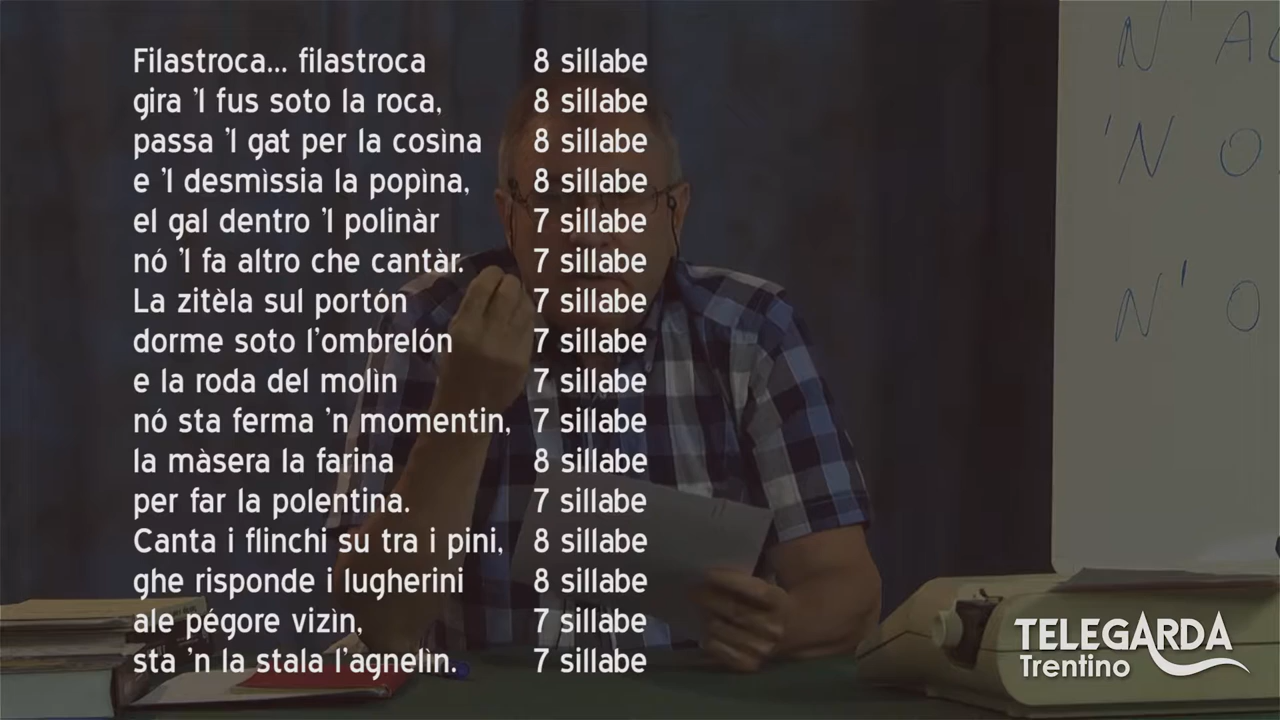 Filastroca... filastroca 8 sillabe
gira 'l fus soto la roca, 8 sillabe
passa 'l gat per la cosìna 8 sillabe
e 'l desmìssia la popìna, 8 sillabe
el gal dentro 'l polinàr 7 sillabe
nó 'l fa altro che cantàr. 7 sillabe
La zitèla sul portón 7 sillabe
dorme soto l'ombrelón 7 sillabe
e la roda del molìn 7 sillabe
nó sta ferma 'n momentin, 7 sillabe
la màsera la farina 8 sillabe
per far la polentina. 7 sillabe
Canta i flinchi su tra i pini, 8 sillabe
ghe risponde i lugherini 8 sillabe
ale pégore vizìn, 7 sillabe
sta 'n la stala l'agnelìn. 7 sillabe
N' A
'N O
N' O
TELEGARDA
Trentino